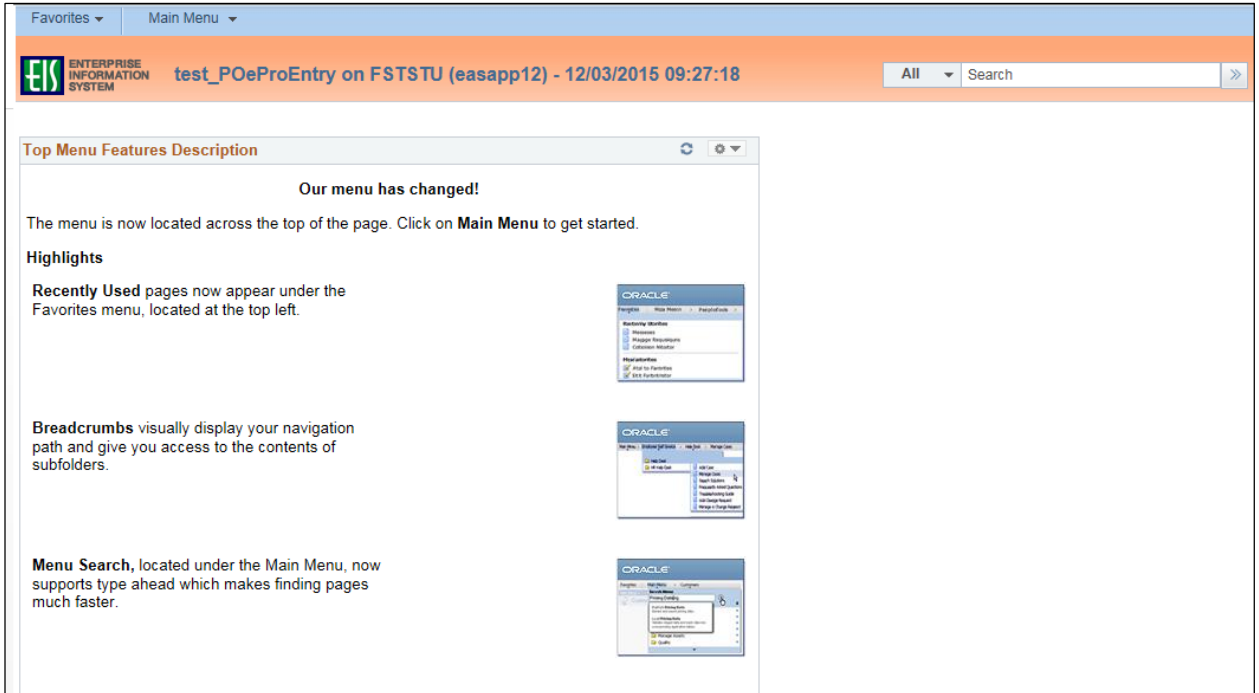 Favorites Main Menu
ENTERPRISE
INFORMATION
SYSTEM
EIS
test_POeProEntry on FSTSTU (easapp12) - 12/03/2015 09:27:18
All Search
Top Menu Features Description
Our menu has changed!
The menu is now located across the top of the page. Click on Main Menu to get started.
Highlights
Recently Used pages now appear under the
Favorites menu, located at the top left.
ORACLE
Favorites Main Menu PeopleTools
Breadcrumbs visually display your navigation
path and give you access to the contents of
subfolders.
ORACLE
Menu Search, located under the Main Menu, now
supports type ahead which makes finding pages
much faster.
ORACLE